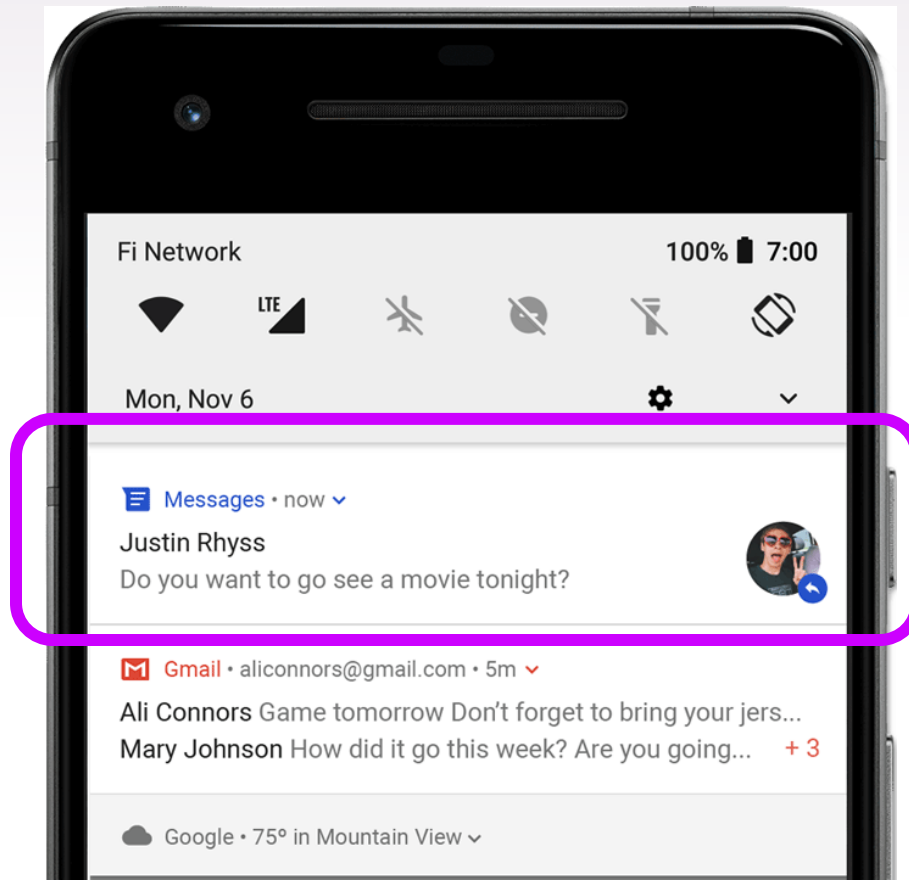 Fi Network 100% 7:00
LTE
Mon, Nov 6
Messages • now
Justin Rhyss
Do you want to go see a movie tonight?
Gmail • aliconnors@gmail.com • 5m
Ali Connors Game tomorrow Don’t forget to bring your jers...
Mary Johnson How did it go this week? Are you going... + 3
Google • 75º in Mountain View